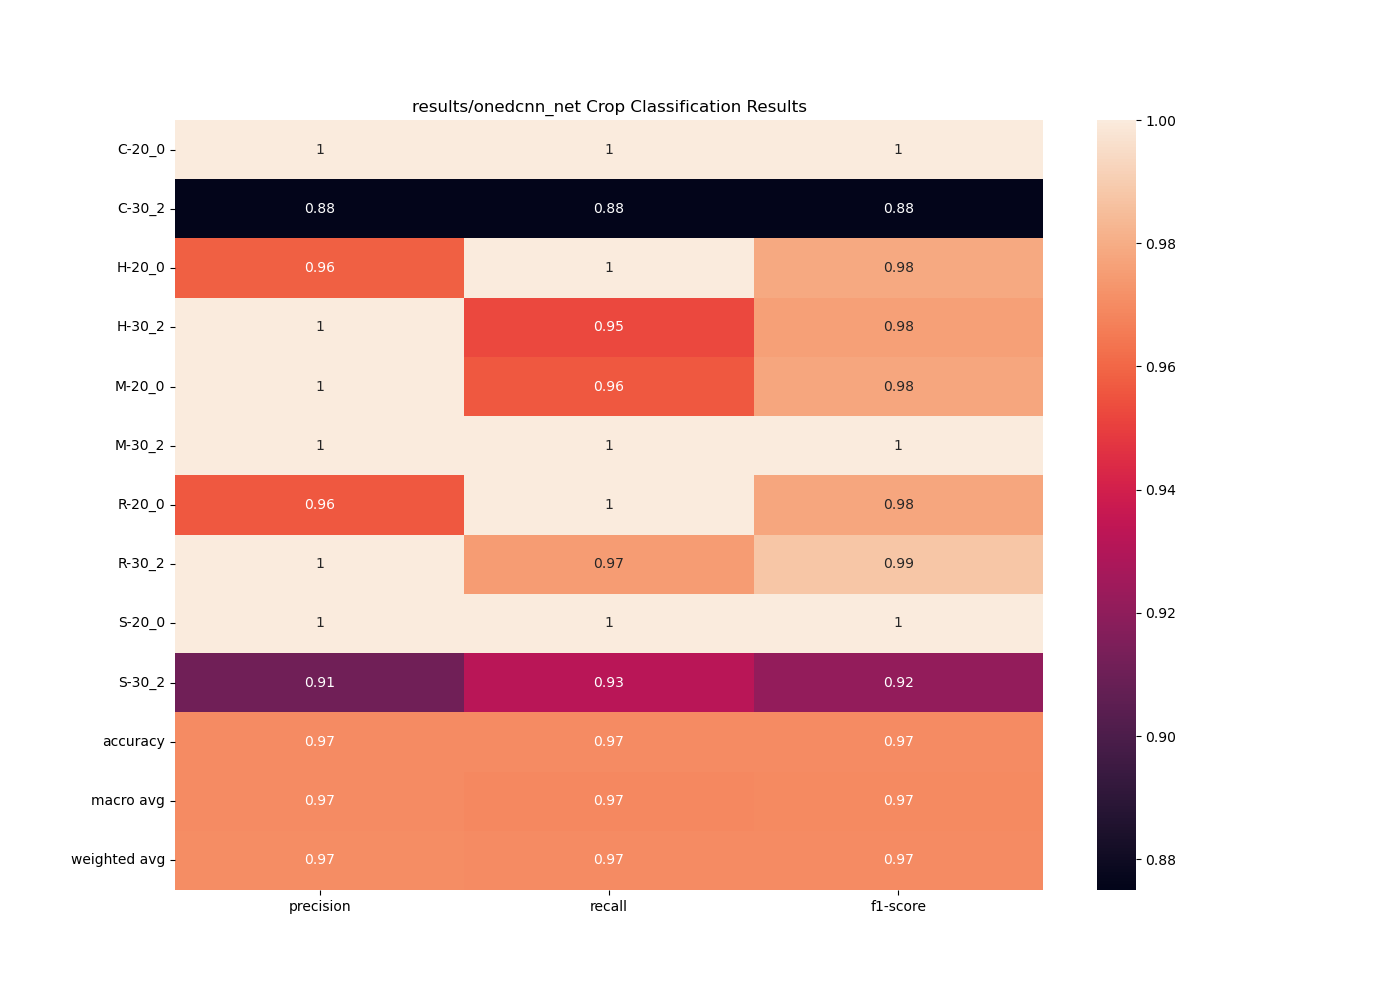 results/onedcnn_net Crop Classification Results
C-20_0 1 1 1
C-30_2 0.88 0.88 0.88
H-20_0 0.96 1 0.98
H-30_2 1 0.95 0.98
M-20_0 1 0.96 0.98
M-30_2 1 1 1
R-20_0 0.96 1 0.98
R-30_2 1 0.97 0.99
S-20_0 1 1 1
S-30_2 0.91 0.93 0.92
accuracy 0.97 0.97 0.97
macro avg 0.97 0.97 0.97
weighted avg 0.97 0.97 0.97
precision recall f1-score
1.00
0.98
0.96
0.94
0.92
0.90
0.88